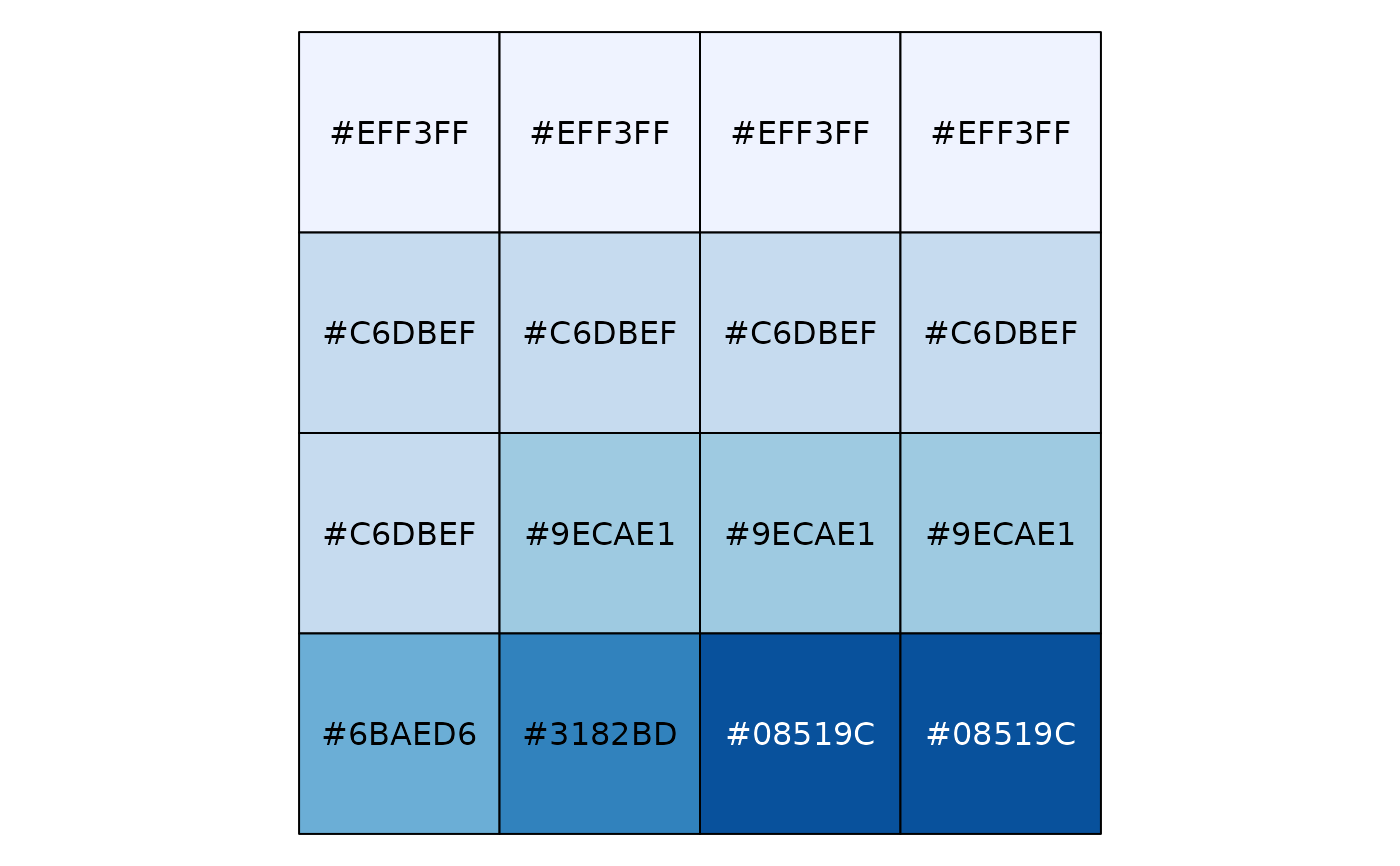 #EFF3FF #EFF3FF #EFF3FF #EFF3FF
#C6DBEF #C6DBEF #C6DBEF #C6DBEF
#C6DBEF #9ECAE1 #9ECAE1 #9ECAE1
#6BAED6 #3182BD #08519C #08519C